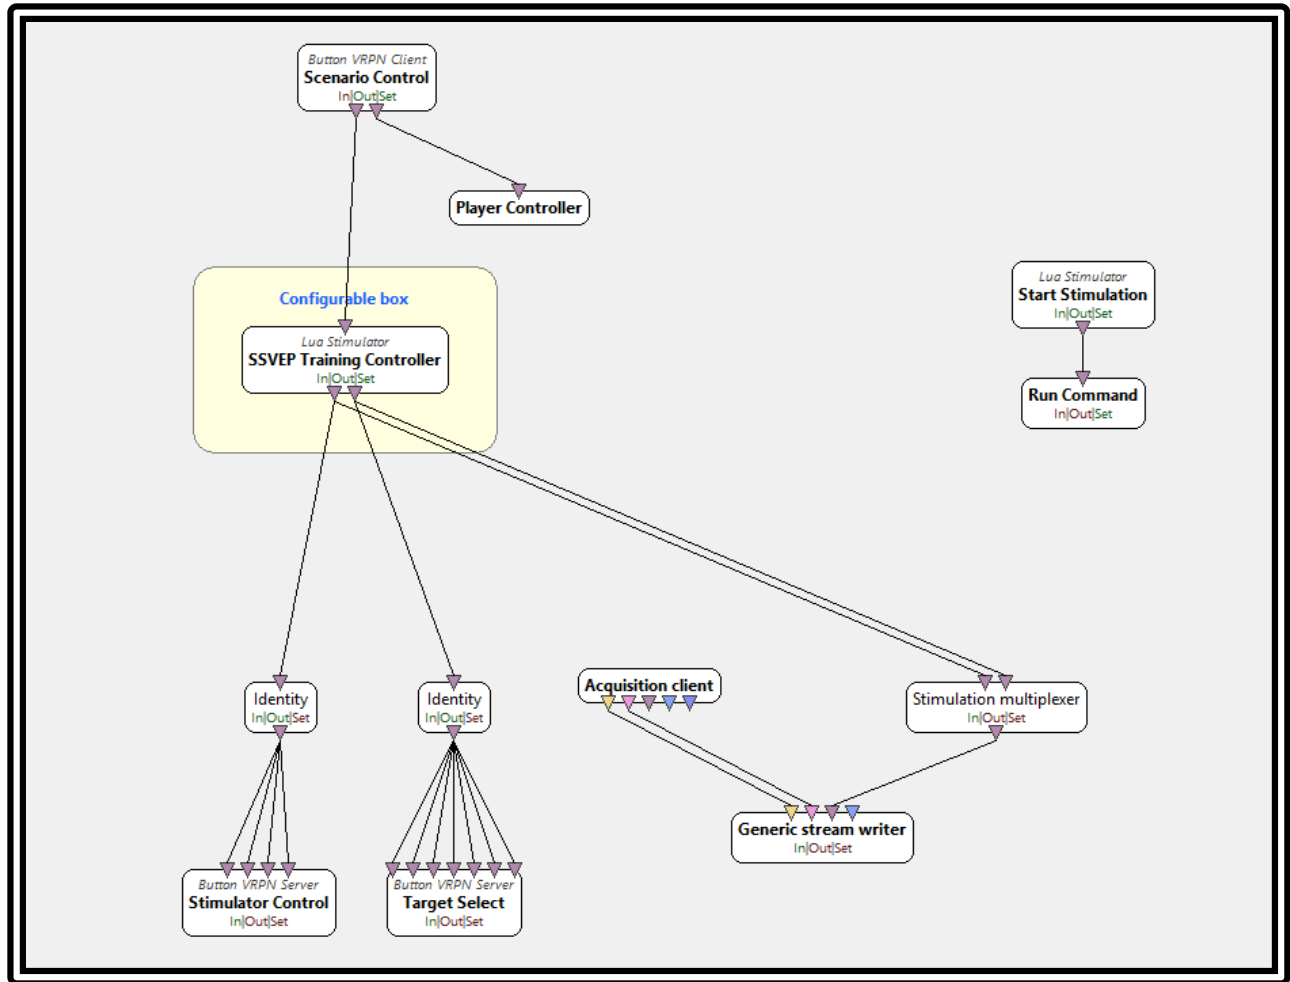 Button VRPN Client
Scenario Control
In|Out|Set
Player Controller
Configurable box
Lua Stimulator
SSVEP Training Controller
In|Out|Set
Lua Stimulator
Start Stimulation
In|Out|Set
Run Command
In|Out|Set
Identity
In|Out|Set
Identity
In|Out|Set
Acquisition client
Stimulation multiplexer
In|Out|Set
Generic stream writer
In|Out|Set
Button VRPN Server
Stimulator Control
In|Out|Set
Button VRPN Server
Target Select
In|Out|Set